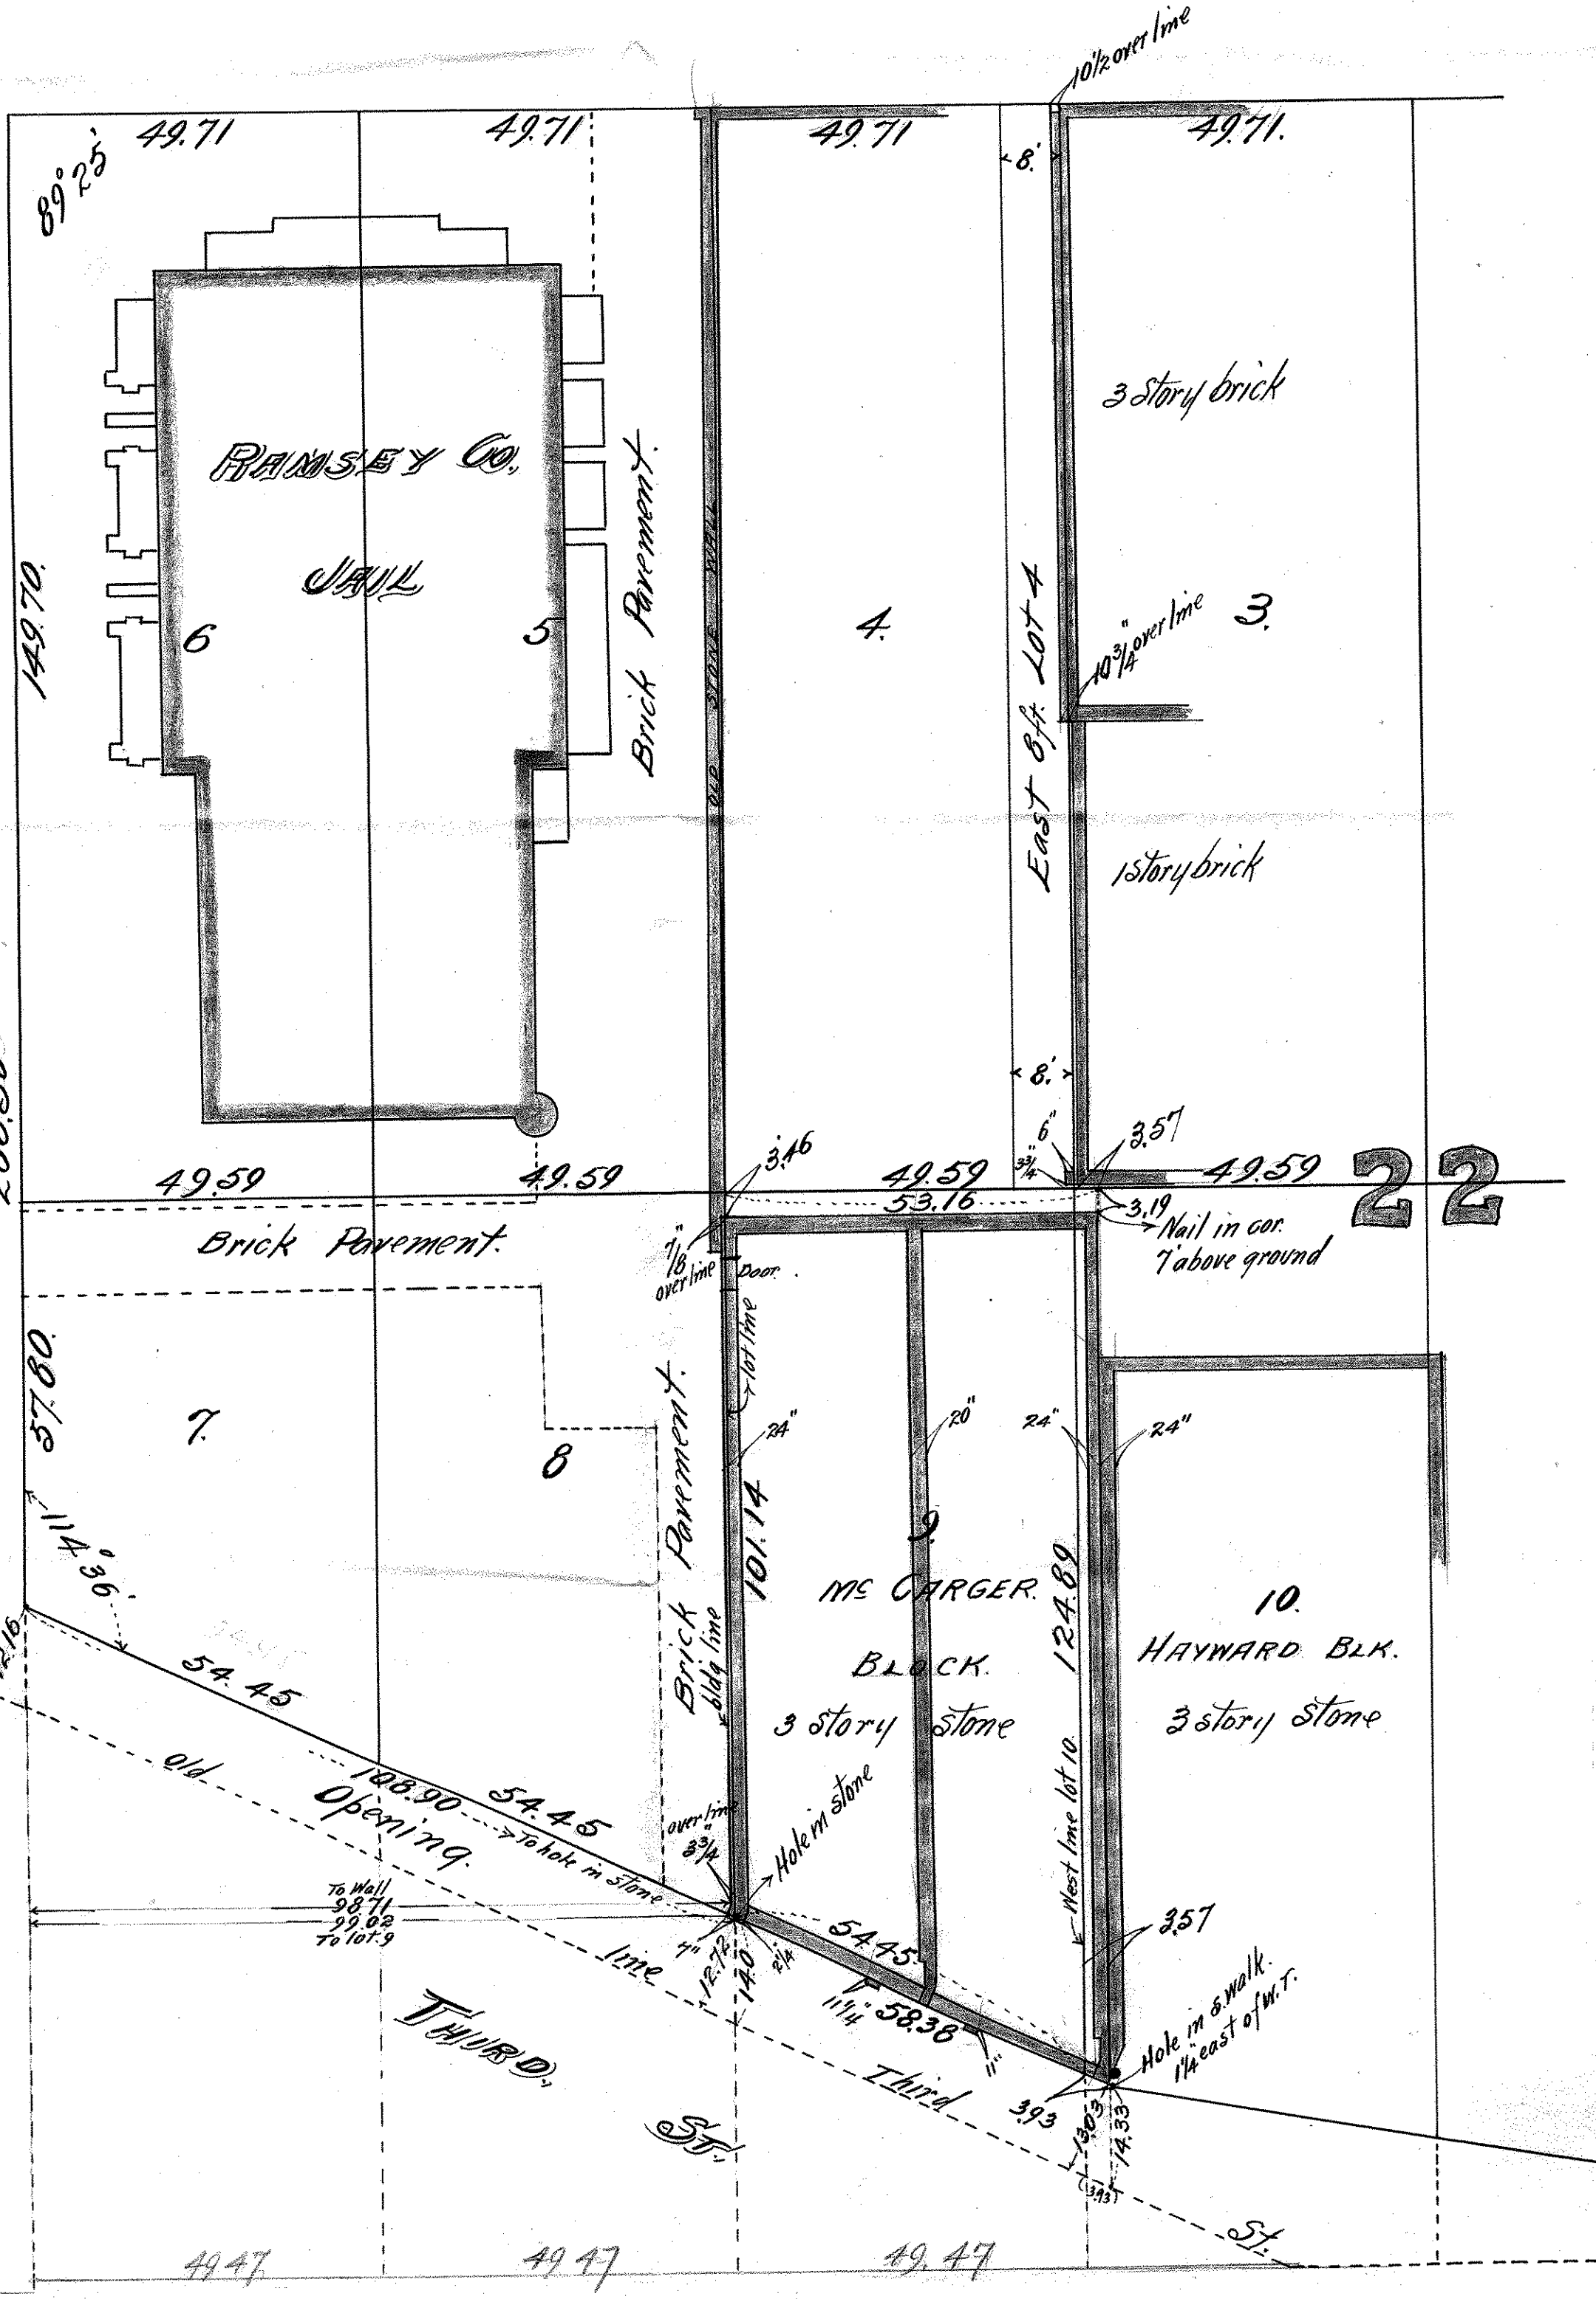 10½ over line
49.71
49.71
49.71
49.71.
89° 25'
8.'
3 Story brick
RAMSEY CO.
JAIL
Brick Pavement.
OLD STONE WALL
149.70.
6
5
4.
East 8 ft. LOT 4
3.
10¾" over line
1 Story brick
8.'
6"
3¾"
3.57
3.46
49.59
49.59
49.59
49.59
22
53.16
3.19
Nail in cor.
7' above ground
Brick Pavement.
7/8"
over line
Door.
lot line
57.80.
7.
8
24"
20"
24"
24"
Brick Pavement.
101.14
9.
114° 36'
Mc CARGER.
BLOCK.
3 Story Stone
124.89
10.
HAYWARD BLK.
3 story Stone
bldg line
West line lot 10.
54.45
Old
Opening.
108.90
To hole in stone
54.45
over line
3¾"
Hole in stone
To Wall
98.71
99.02
To lot 9
4"
12.72
14.0
2¼"
54.45
3.57
line
11¼"
58.38
11"
Hole in S. walk.
1¼" east of W.T.
THIRD,
ST.
Third
3.93
13.03
14.33
(3.93)
St.
49.47
49.47
49.47